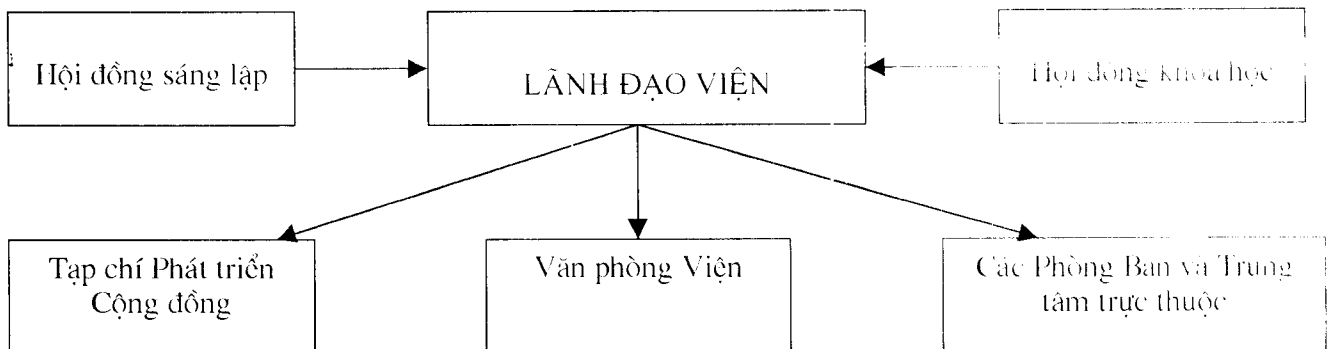 Hội đồng sáng lập
LÃNH ĐẠO VIỆN
Hội đồng khoa học
Tạp chí Phát triển
Cộng đồng
Văn phòng Viện
Các Phòng Ban và Trung
tâm trực thuộc